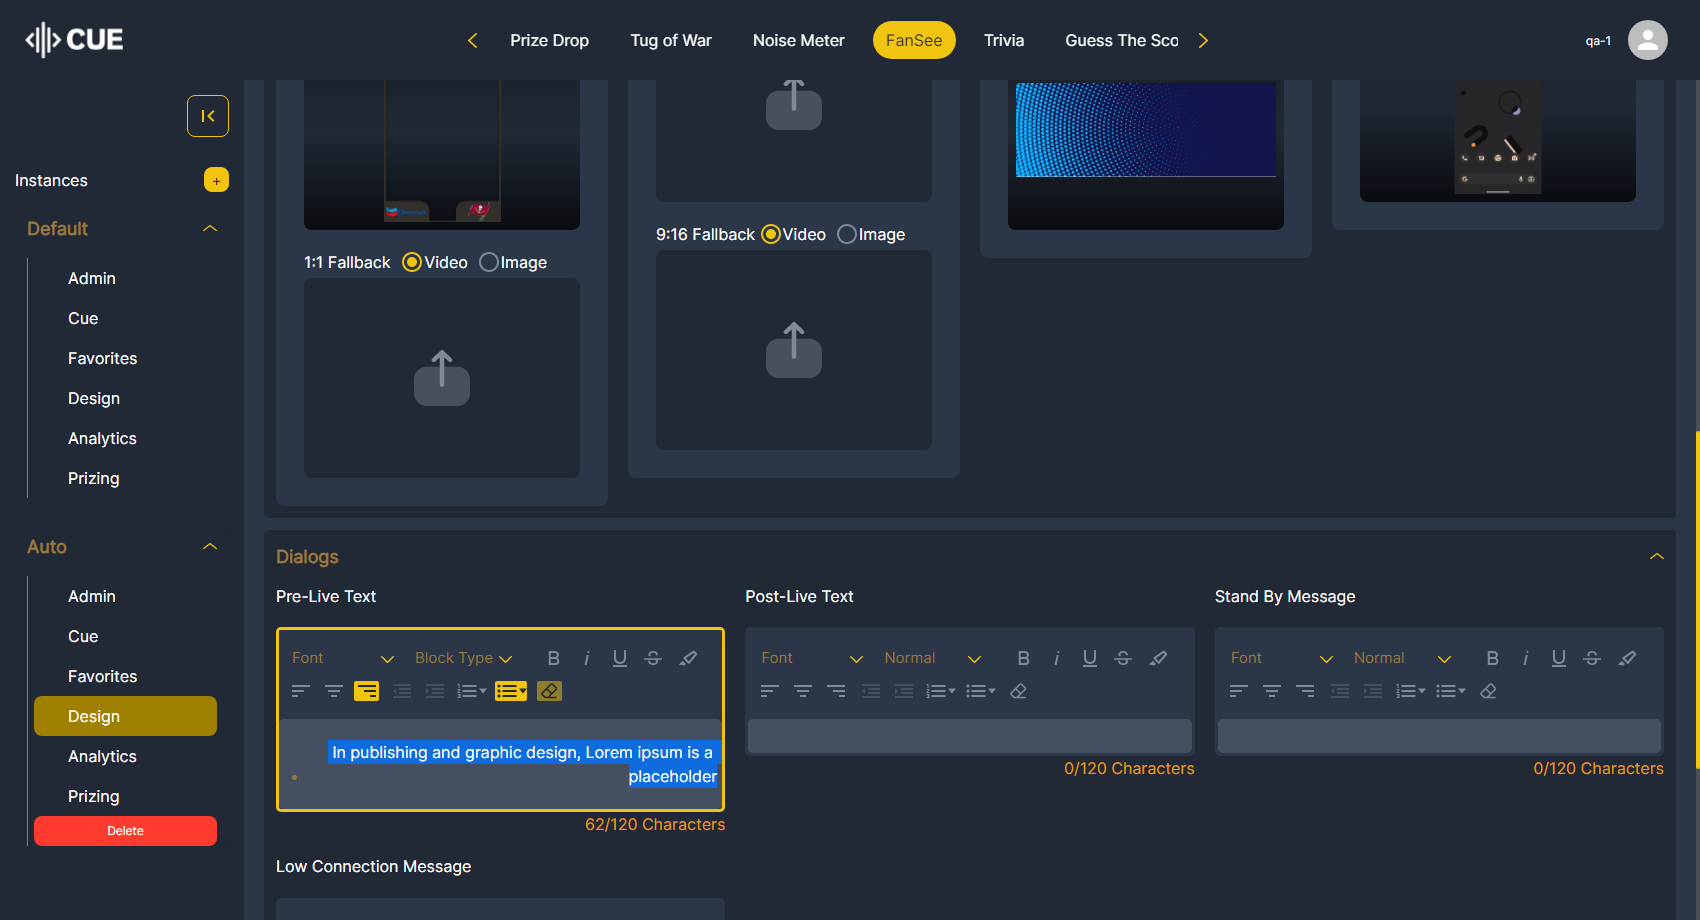 CUE
Prize Drop
Tug of War
Noise Meter
FanSee
Trivia
Guess The Sco
qa-1
Instances
+
Default
Admin
Cue
Favorites
Design
Analytics
Prizing
Auto
Admin
Cue
Favorites
Design
Analytics
Prizing
Delete
1:1 Fallback Video Image
9:16 Fallback Video Image
Dialogs
Pre-Live Text
Font Block Type B i U S
In publishing and graphic design, Lorem ipsum is a
placeholder
62/120 Characters
Post-Live Text
Font Normal B i U S
0/120 Characters
Stand By Message
Font Normal B i U S
0/120 Characters
Low Connection Message